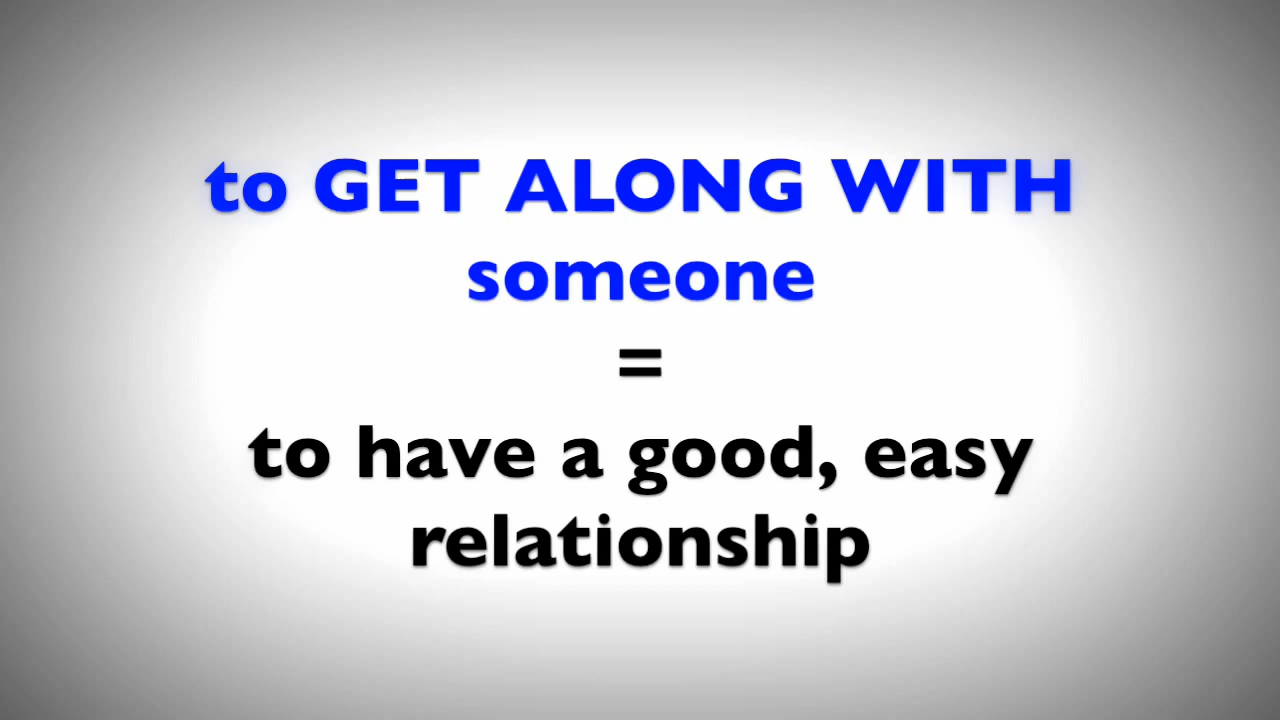 to GET ALONG WITH
someone
=
to have a good, easy
relationship